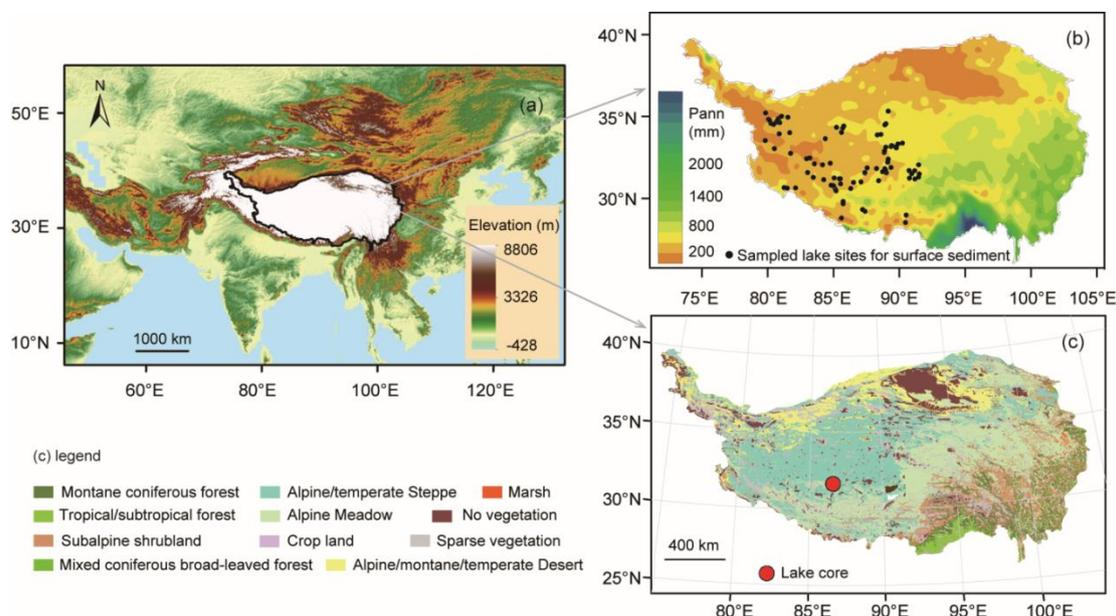 N
(a)
50°E
30°E
10°N
Elevation (m)
8806
3326
-428
1000 km
60°E 80°E 100°E 120°E
(b)
40°N
35°N
30°N
Pann
(mm)
2000
1400
800
200
Sampled lake sites for surface sediment
75°E 80°E 85°E 90°E 95°E 100°E 105°E
(c)
40°N
35°N
30°N
25°N
400 km
Lake core
80°E 85°E 90°E 95°E 100°E
(c) legend
Montane coniferous forest Alpine/temperate Steppe Marsh
Tropical/subtropical forest Alpine Meadow No vegetation
Subalpine shrubland Crop land Sparse vegetation
Mixed coniferous broad-leaved forest Alpine/montane/temperate Desert